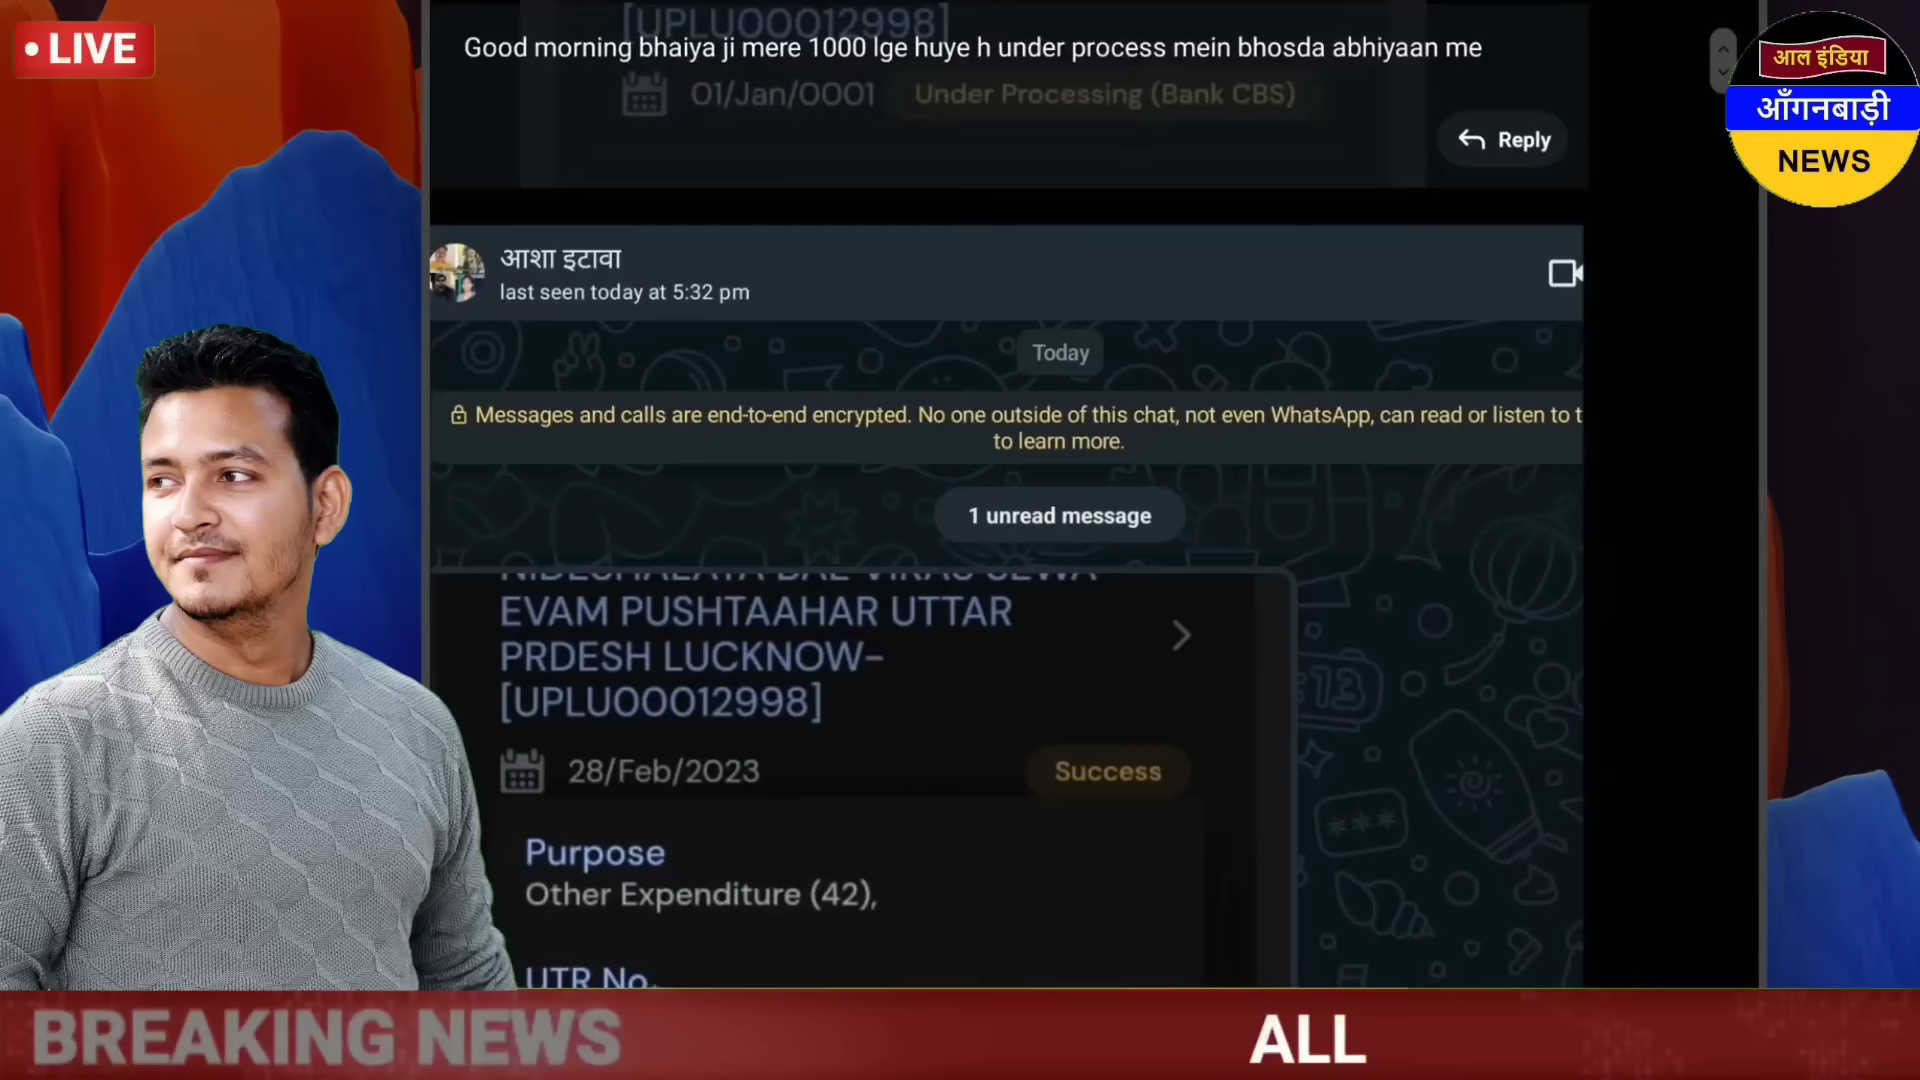 LIVE
[UPLU00012998]
Good morning bhaiya ji mere 1000 lge huye h under process mein bhosda abhiyaan me
01/Jan/0001 Under Processing (Bank CBS)
Reply
आल इंडिया
आँगनबाड़ी
NEWS
आशा इटावा
last seen today at 5:32 pm
Today
Messages and calls are end-to-end encrypted. No one outside of this chat, not even WhatsApp, can read or listen to t
to learn more.
1 unread message
EVAM PUSHTAAHAR UTTAR
PRDESH LUCKNOW-
[UPLU00012998]
28/Feb/2023 Success
Purpose
Other Expenditure (42),
UTR No.
BREAKING NEWS
ALL